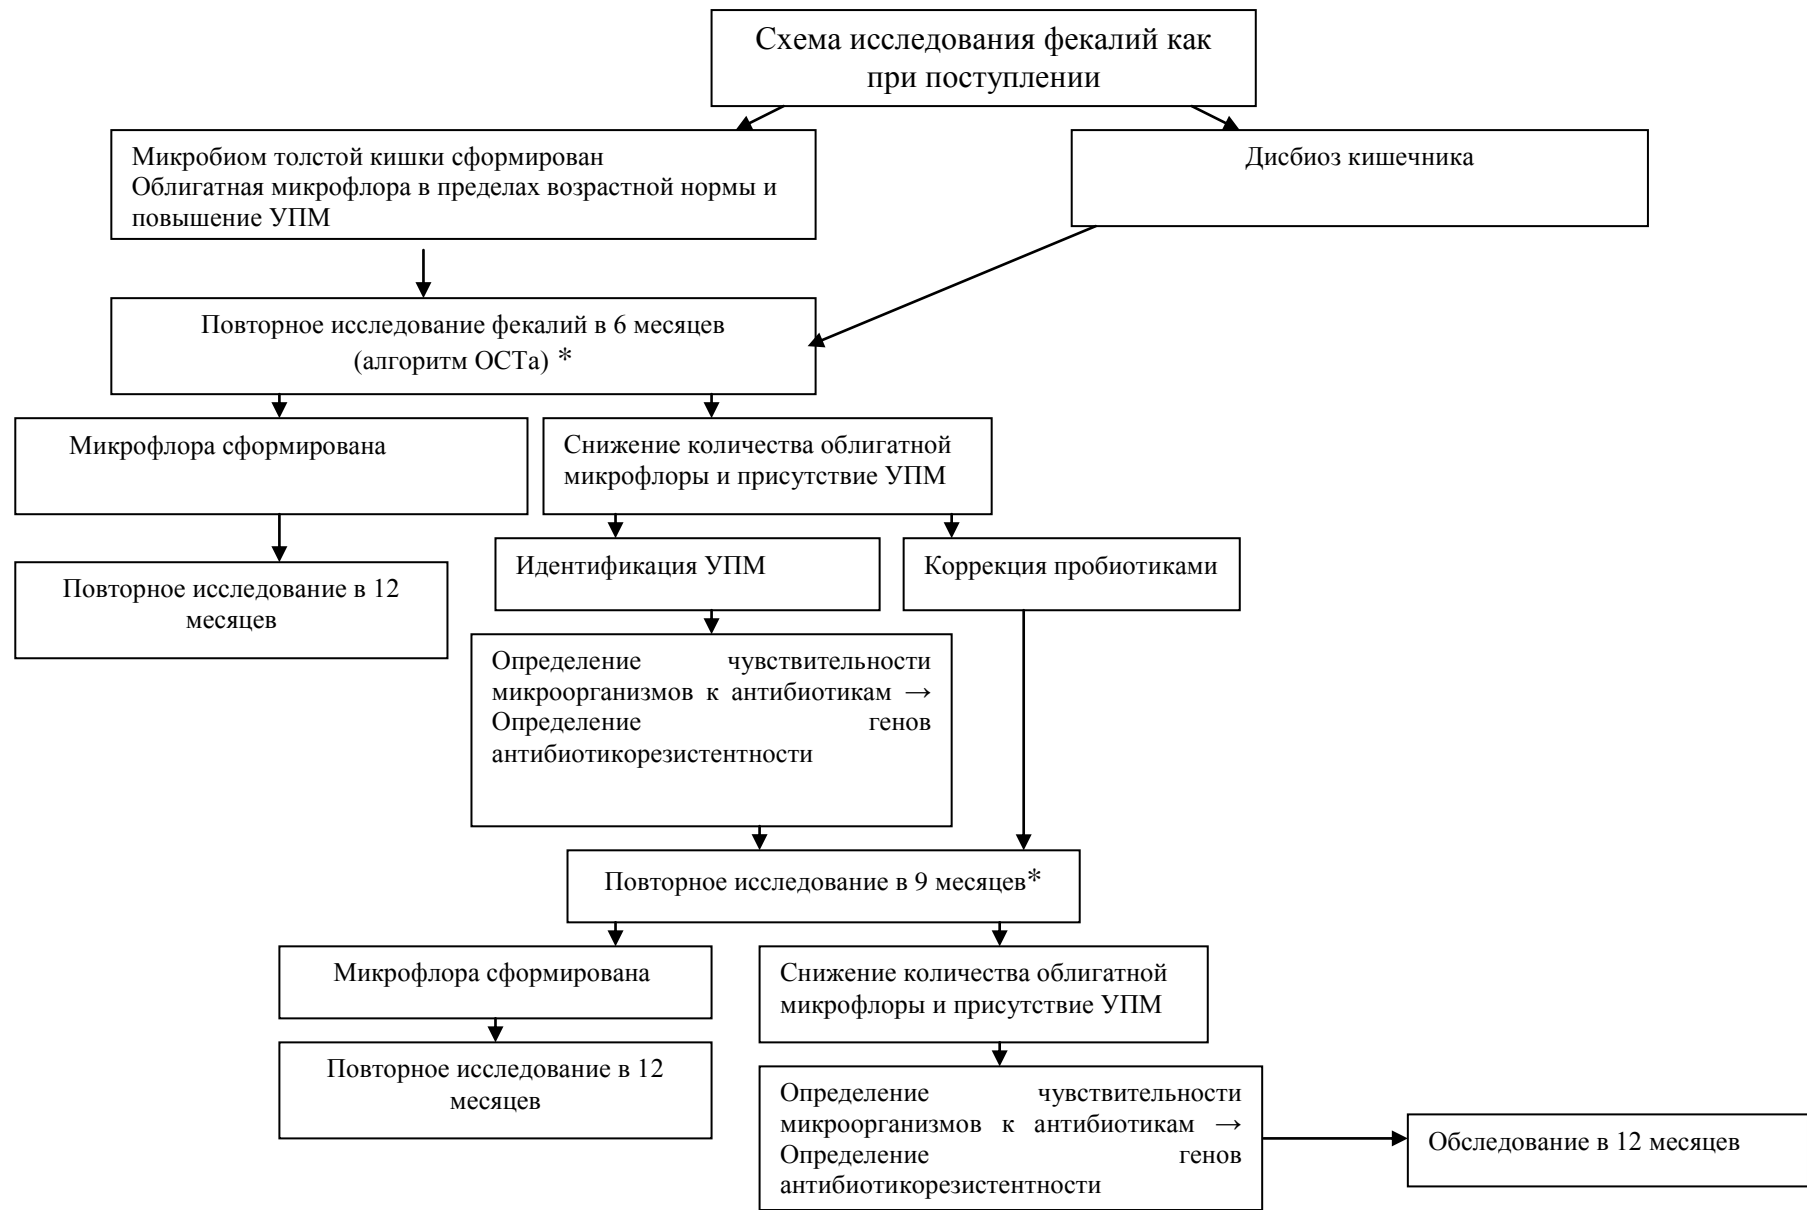 Схема исследования фекалий как
при поступлении
Микробиом толстой кишки сформирован
Облигатная микрофлора в пределах возрастной нормы и
повышение УПМ
Дисбиоз кишечника
Повторное исследование фекалий в 6 месяцев
(алгоритм ОСТа) *
Микрофлора сформирована
Снижение количества облигатной
микрофлоры и присутствие УПМ
Идентификация УПМ
Коррекция пробиотиками
Повторное исследование в 12
месяцев
Определение чувствительности
микроорганизмов к антибиотикам →
Определение генов
антибиотикорезистентности
Повторное исследование в 9 месяцев*
Микрофлора сформирована
Снижение количества облигатной
микрофлоры и присутствие УПМ
Повторное исследование в 12
месяцев
Определение чувствительности
микроорганизмов к антибиотикам →
Определение генов
антибиотикорезистентности
Обследование в 12 месяцев